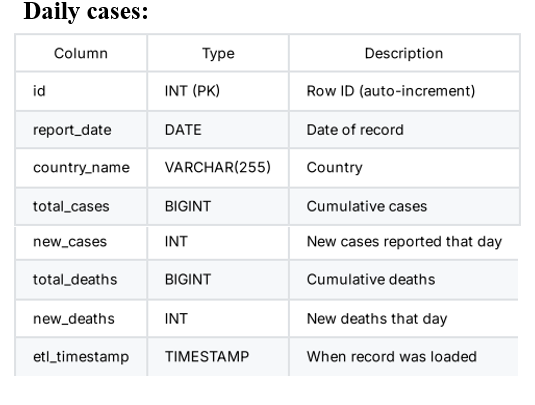 Daily cases:
Column Type Description
id INT (PK) Row ID (auto-increment)
report_date DATE Date of record
country_name VARCHAR(255) Country
total_cases BIGINT Cumulative cases
new_cases INT New cases reported that day
total_deaths BIGINT Cumulative deaths
new_deaths INT New deaths that day
etl_timestamp TIMESTAMP When record was loaded